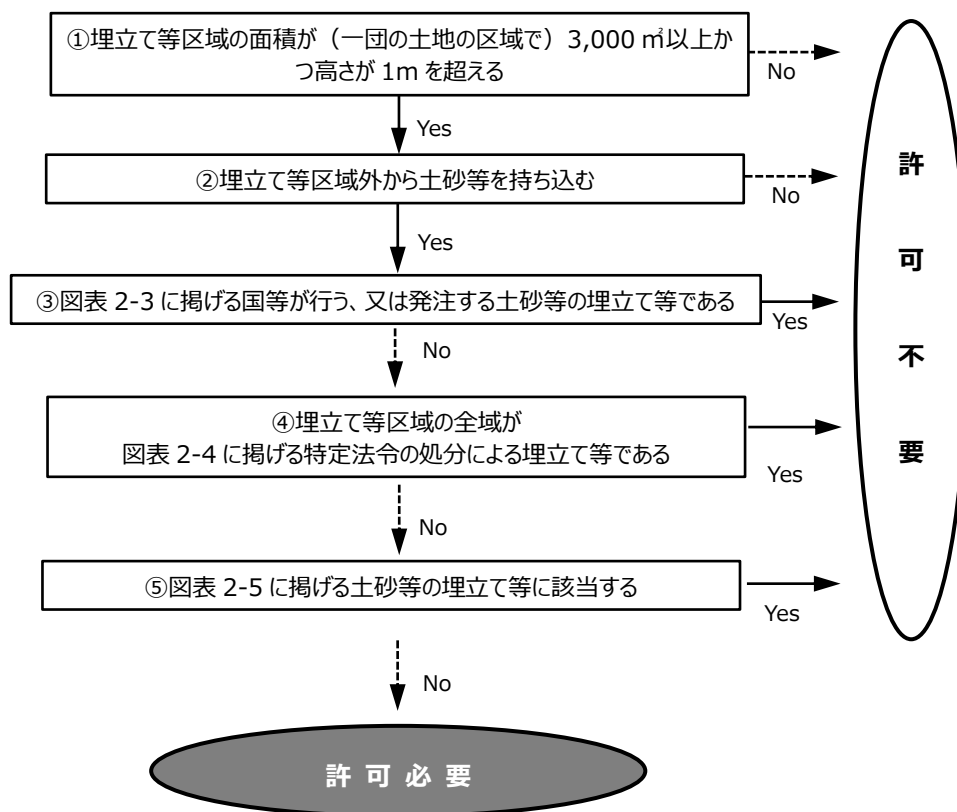 ①埋立て等区域の面積が（一団の土地の区域で）3,000 ㎡以上か
つ高さが 1m を超える
No
Yes
②埋立て等区域外から土砂等を持ち込む
No
Yes
③図表 2-3 に掲げる国等が行う、又は発注する土砂等の埋立て等である
Yes
No
④埋立て等区域の全域が
図表 2-4 に掲げる特定法令の処分による埋立て等である
Yes
No
⑤図表 2-5 に掲げる土砂等の埋立て等に該当する
Yes
No
許可不要
許 可 必 要